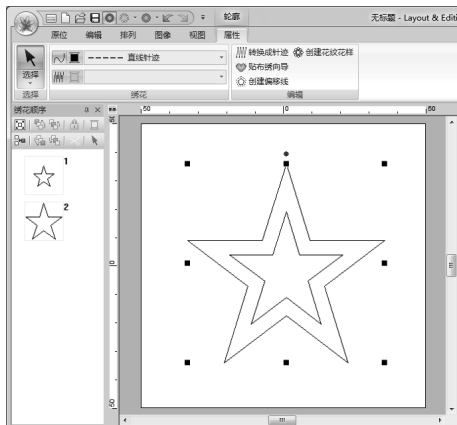 轮廓
无标题 - Layout & Editi
原位 编辑 排列 图像 视图 属性
选择
直线针迹
转换成针迹 创建花纹花样
贴布绣向导
创建偏移线
选择 绣花 编辑
绣花顺序
50 0 50
1
2
0
50